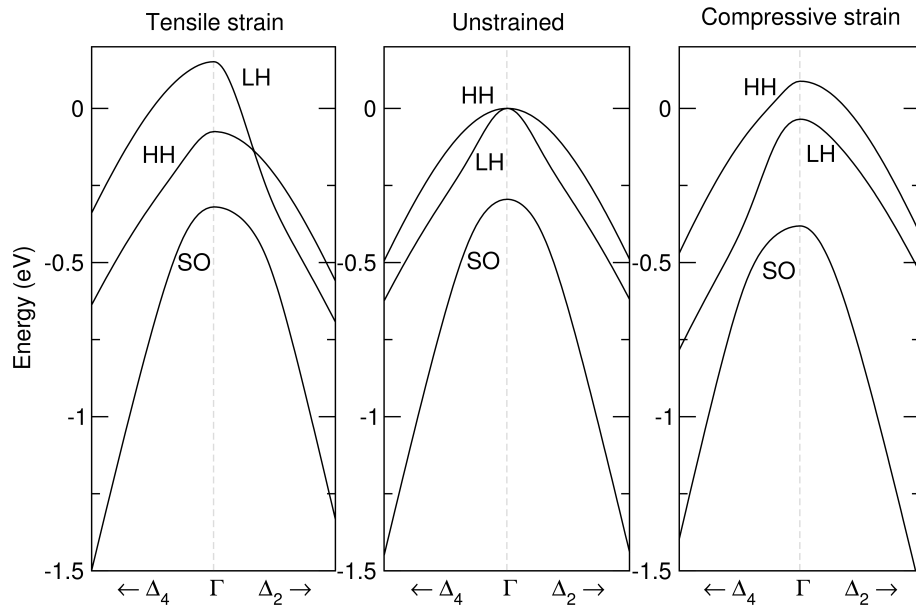 Tensile strain
Unstrained
Compressive strain
Energy (eV)
0
-0.5
-1
-1.5
LH
HH
SO
← Δ4 Γ Δ2 →
0
-0.5
-1
-1.5
HH
LH
SO
← Δ4 Γ Δ2 →
0
-0.5
-1
-1.5
HH
LH
SO
← Δ4 Γ Δ2 →